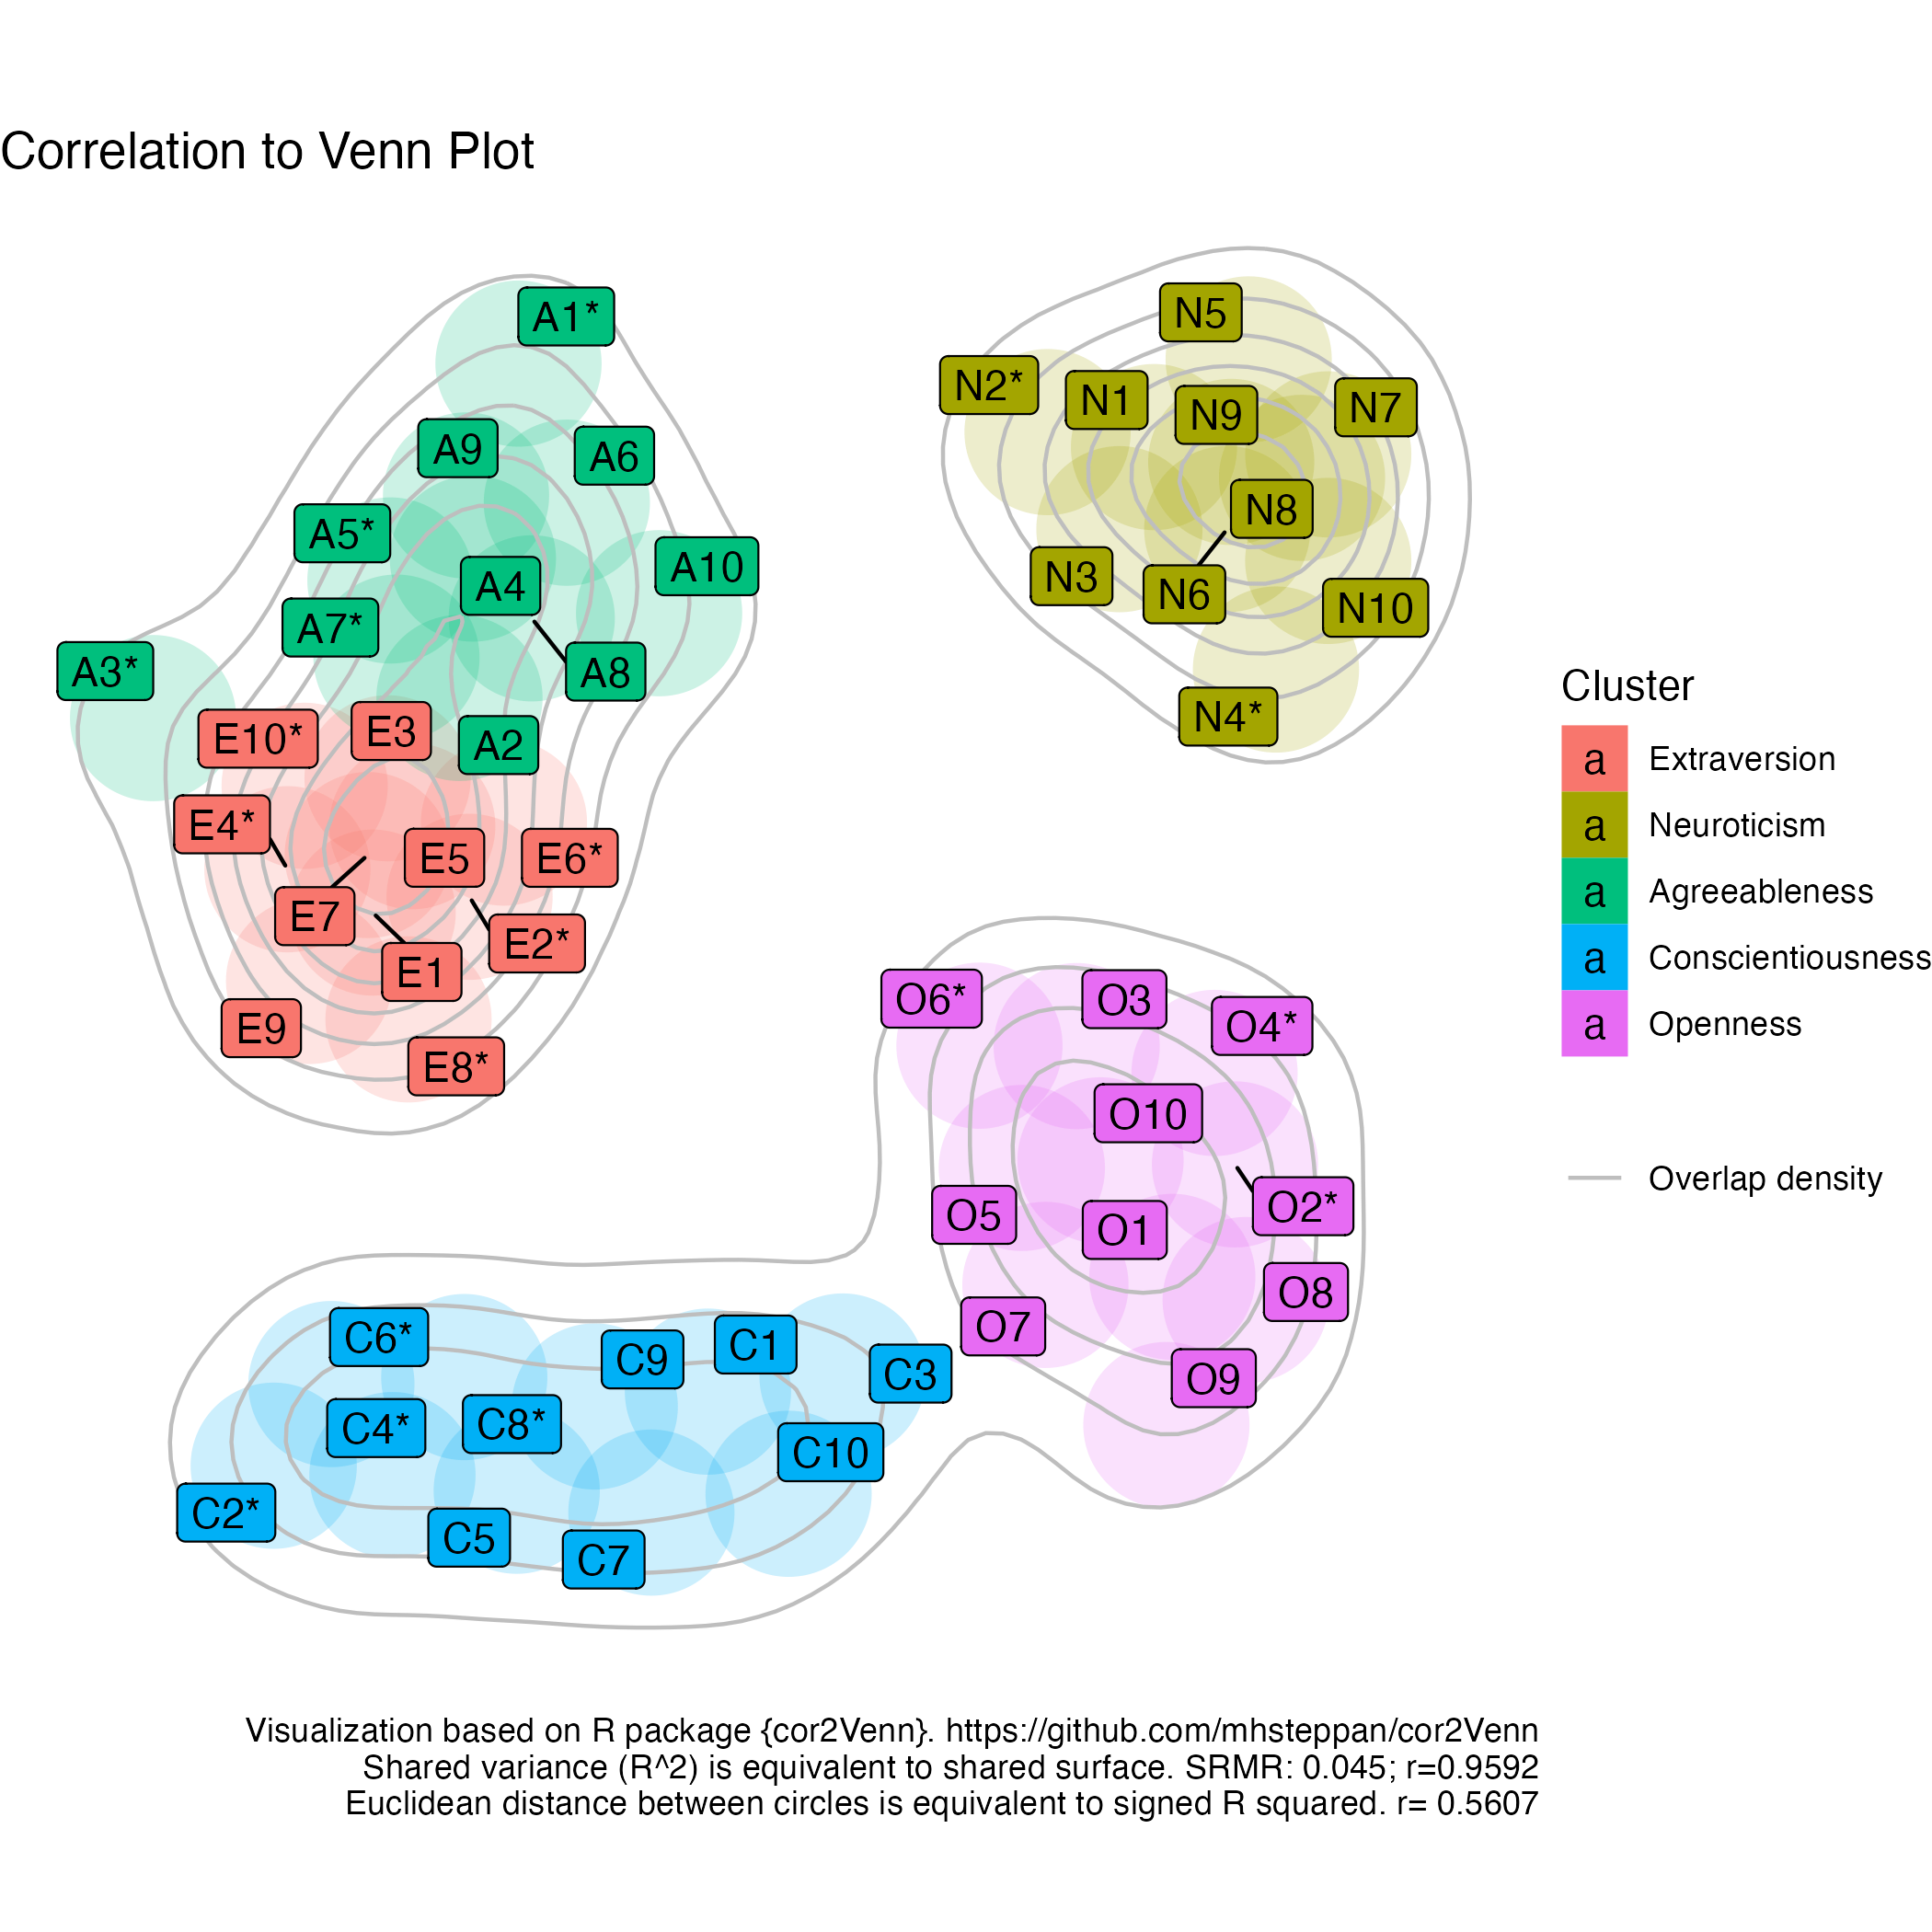 Correlation to Venn Plot
A1*
N5
N2*
N1
N9
N7
A9
A6
A5*
N8
A4
A10
N3
N6
N10
A7*
A3*
A8
N4*
E10*
E3
A2
E4*
E5
E6*
E7
E2*
E1
E9
E8*
Cluster
a Extraversion
a Neuroticism
a Agreeableness
a Conscientiousness
a Openness
Overlap density
O6*
O3
O4*
O10
O5
O1
O2*
O8
O7
O9
C6*
C9
C1
C3
C4*
C8*
C10
C2*
C5
C7
Visualization based on R package {cor2Venn}. https://github.com/mhsteppan/cor2Venn
Shared variance (R^2) is equivalent to shared surface. SRMR: 0.045; r=0.9592
Euclidean distance between circles is equivalent to signed R squared. r= 0.5607